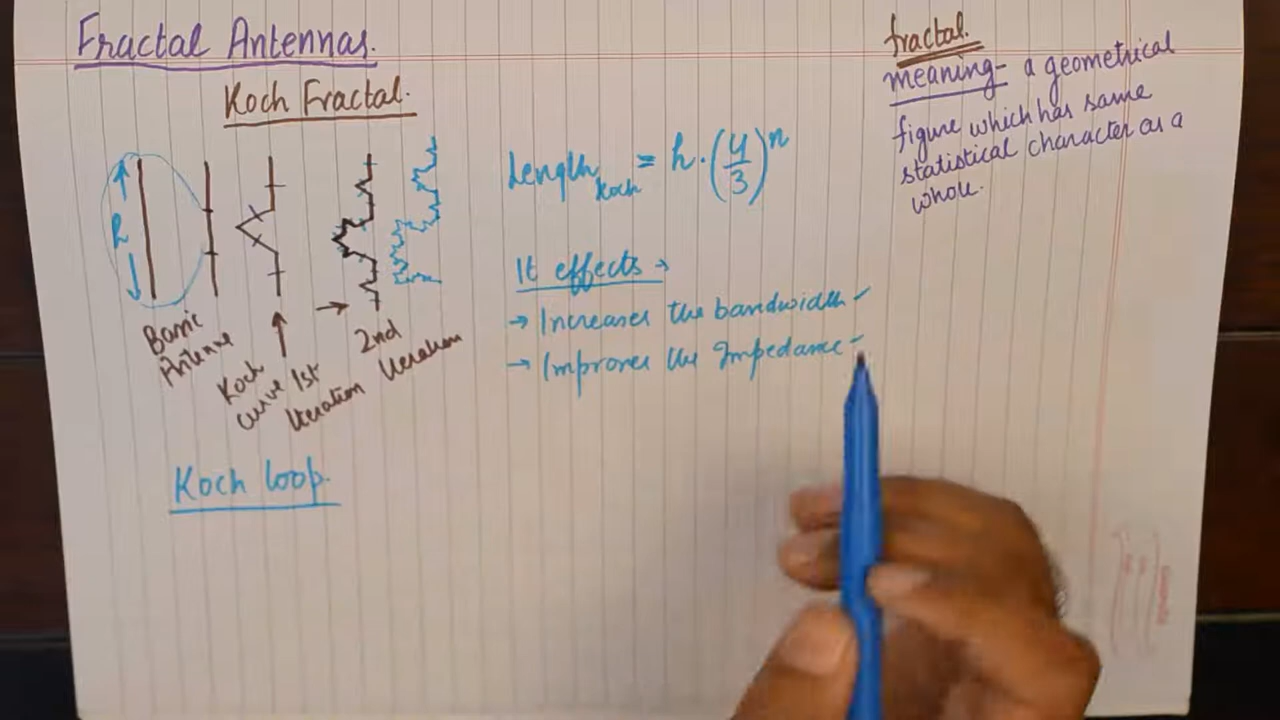 Fractal Antennas.
Koch Fractal.
h
Basic
Antenna
Koch
curve 1st
Iteration
2nd
Iteration
Koch loop.
Length Koch = h . (4/3)^n
It effects →
→ Increases the bandwidth
→ Improves the Impedance
fractal.
meaning - a geometrical
figure which has same
statistical character as a
whole.